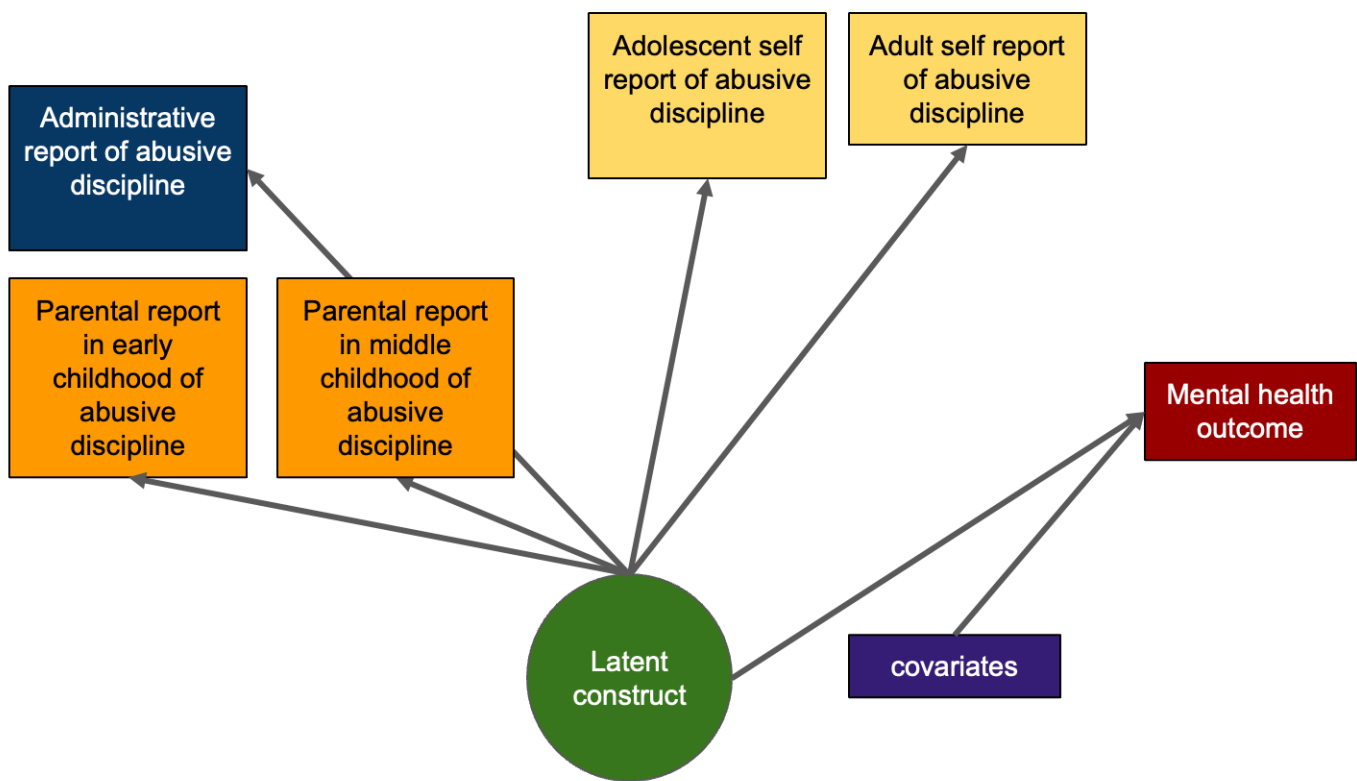 Adolescent self
report of abusive
discipline
Adult self report
of abusive
discipline
Administrative
report of abusive
discipline
Parental report
in early
childhood of
abusive
discipline
Parental report
in middle
childhood of
abusive
discipline
Mental health
outcome
Latent
construct
covariates